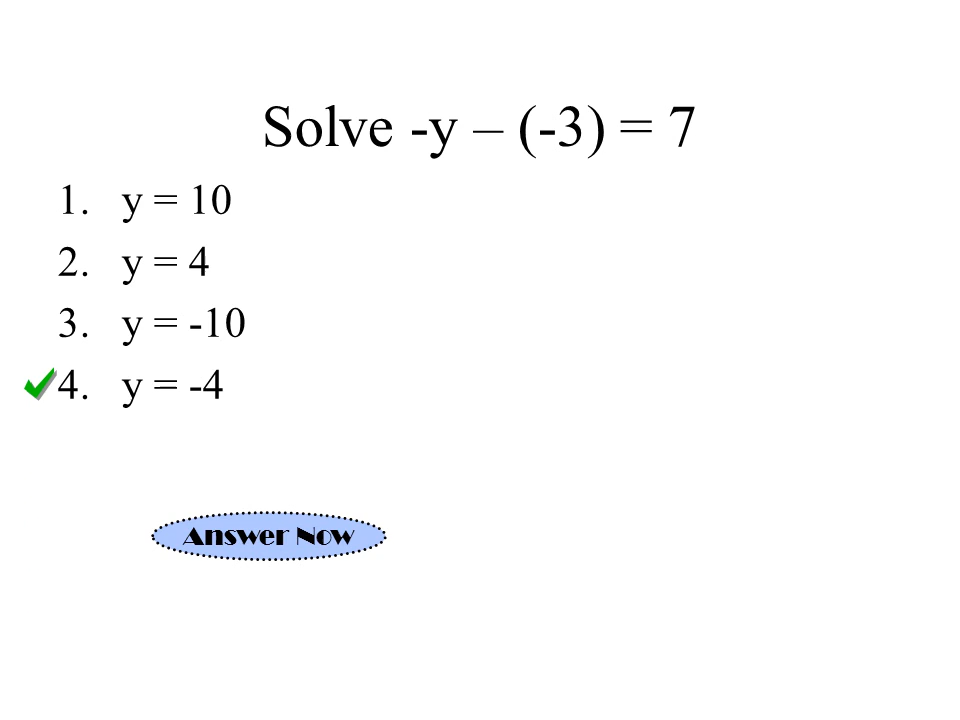 Solve -y – (-3) = 7
1. y = 10
2. y = 4
3. y = -10
4. y = -4
Answer Now